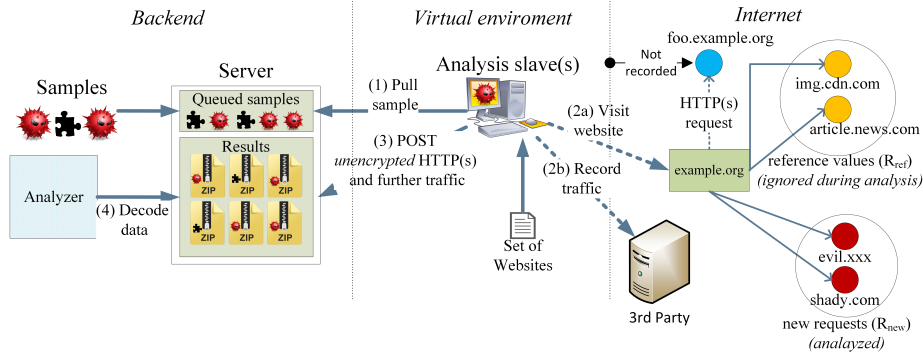 Backend
Virtual enviroment
Internet
Samples
Server
Queued samples
Results
ZIP
ZIP
ZIP
ZIP
ZIP
ZIP
Analyzer
(4) Decode
data
Analysis slave(s)
(1) Pull
sample
(3) POST
unencrypted HTTP(s)
and further traffic
(2a) Visit
website
(2b) Record
traffic
Set of
Websites
3rd Party
foo.example.org
Not
recorded
HTTP(s)
request
example.org
img.cdn.com
article.news.com
reference values (Rref)
(ignored during analysis)
evil.xxx
shady.com
new requests (Rnew)
(analayzed)